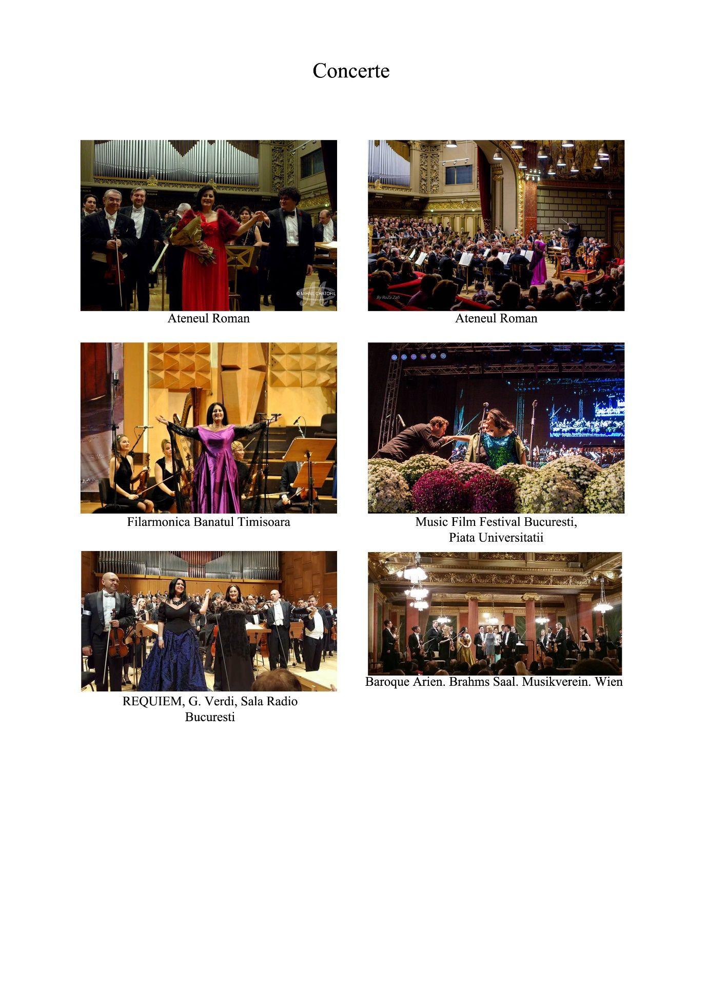 Concerte
© MIHAIL CRATOFIL
By RoZa Zah
Ateneul Roman
Ateneul Roman
Filarmonica Banatul Timisoara
Music Film Festival Bucuresti,
Piata Universitatii
Baroque Arien. Brahms Saal. Musikverein. Wien
REQUIEM, G. Verdi, Sala Radio
Bucuresti